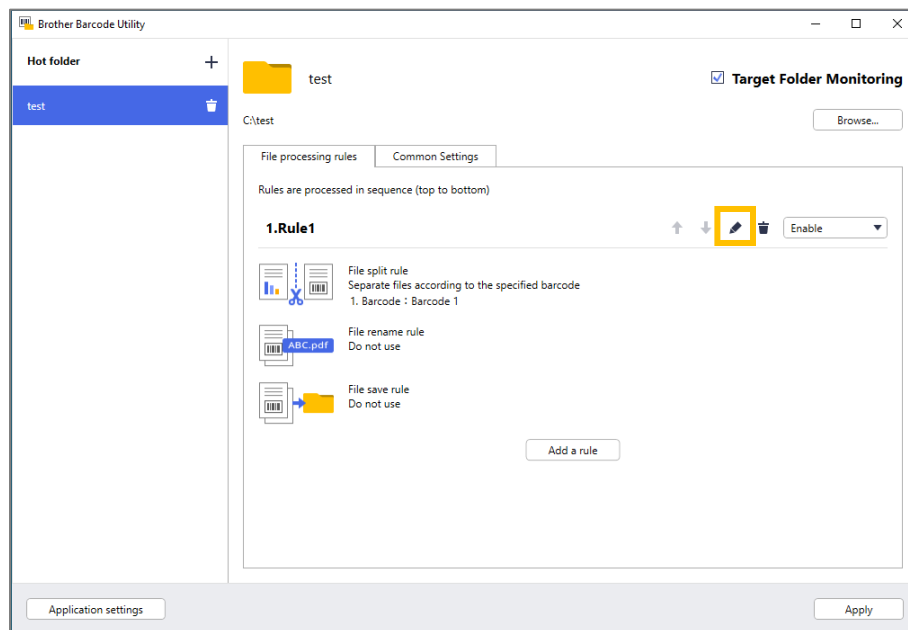 Brother Barcode Utility
Hot folder
test
test
Target Folder Monitoring
C:\test
Browse...
File processing rules
Common Settings
Rules are processed in sequence (top to bottom)
1.Rule1
Enable
File split rule
Separate files according to the specified barcode
1. Barcode : Barcode 1
File rename rule
ABC.pdf
Do not use
File save rule
Do not use
Add a rule
Application settings
Apply